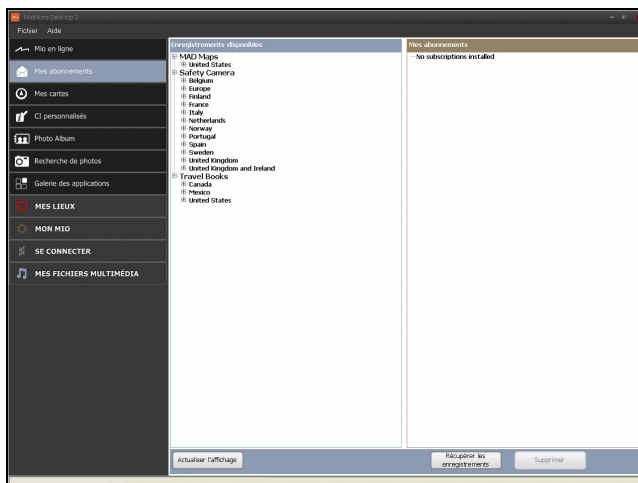 MioMore Desktop 2
Fichier Aide
Mio en ligne
Mes abonnements
Mes cartes
CI personnalisés
Photo Album
Recherche de photos
Galerie des applications
MES LIEUX
MON MIO
SE CONNECTER
MES FICHIERS MULTIMÉDIA
Enregistrements disponibles
MAD Maps
United States
Safety Camera
Belgium
Europe
Finland
France
Italy
Netherlands
Norway
Portugal
Spain
Sweden
United Kingdom
United Kingdom and Ireland
Travel Books
Canada
Mexico
United States
Actualiser l'affichage
Mes abonnements
No subscriptions installed
Récupérer les
enregistrements
Supprimer